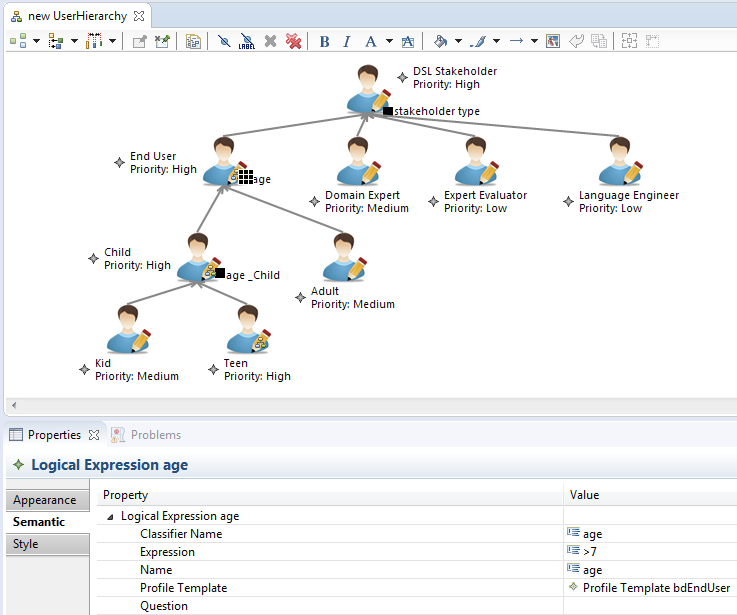 new UserHierarchy
LABEL
B I A A
DSL Stakeholder
Priority: High
stakeholder type
End User
Priority: High
age
Domain Expert
Priority: Medium
Expert Evaluator
Priority: Low
Language Engineer
Priority: Low
Child
Priority: High
age _Child
Adult
Priority: Medium
Kid
Priority: Medium
Teen
Priority: High
Properties Problems
Logical Expression age
Appearance
Semantic
Style
Property Value
Logical Expression age
Classifier Name age
Expression >7
Name age
Profile Template Profile Template bdEndUser
Question